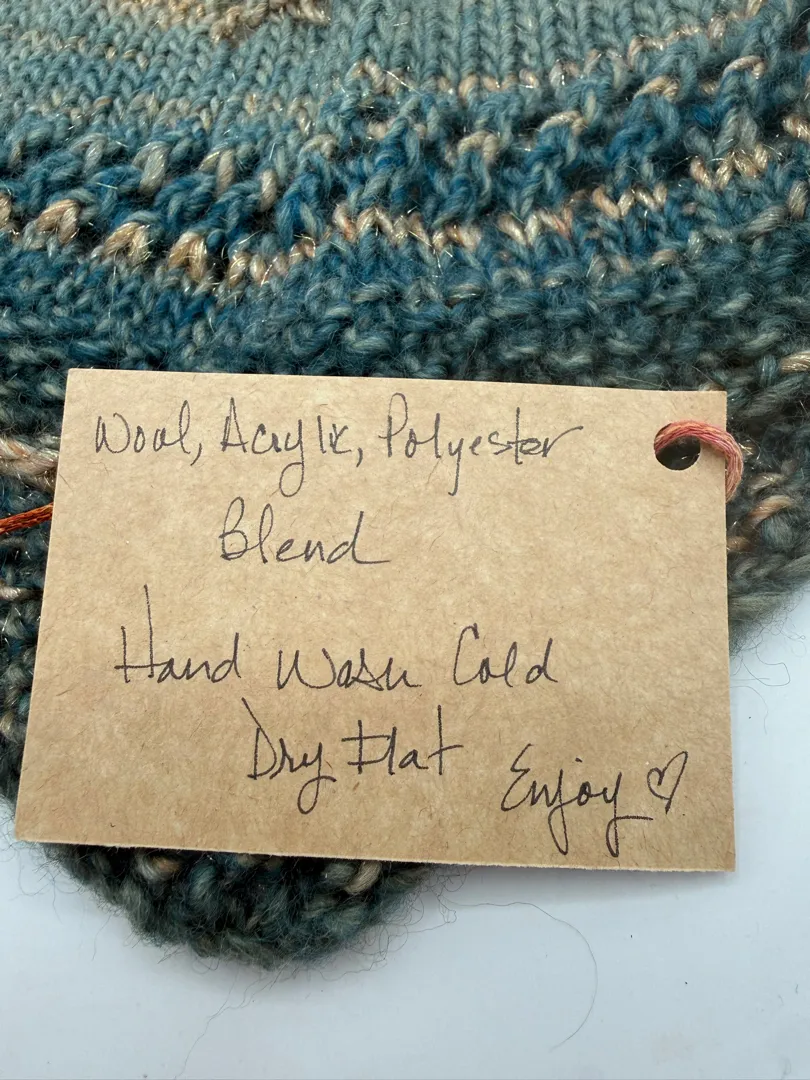 Wool, Acrylic, Polyester
Blend
Hand Wash Cold
Dry Flat
Enjoy ♡